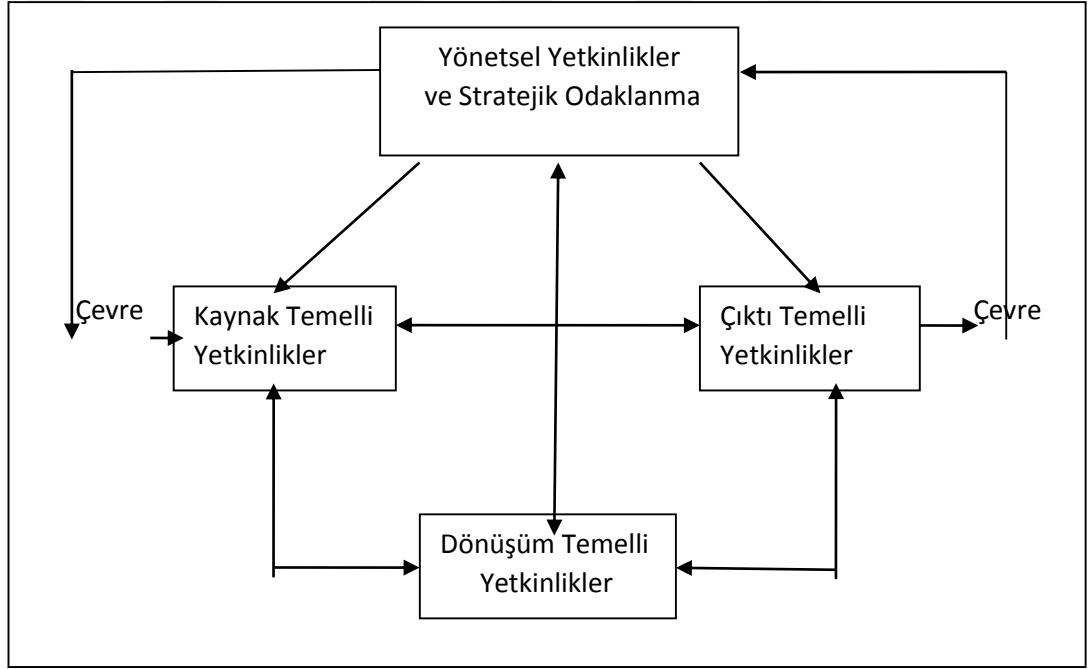 Yönetsel Yetkinlikler
ve Stratejik Odaklanma
Çevre
Kaynak Temelli
Yetkinlikler
Çıktı Temelli
Yetkinlikler
Çevre
Dönüşüm Temelli
Yetkinlikler